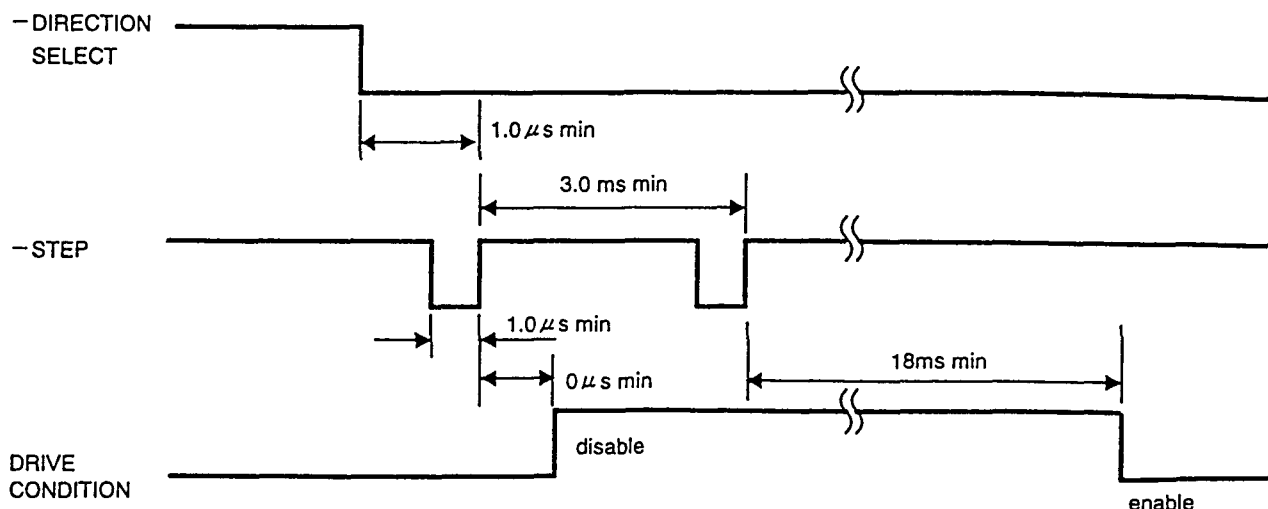 −DIRECTION
SELECT
1.0 μs min
3.0 ms min
−STEP
1.0 μs min
18ms min
0 μs min
disable
DRIVE
CONDITION
enable